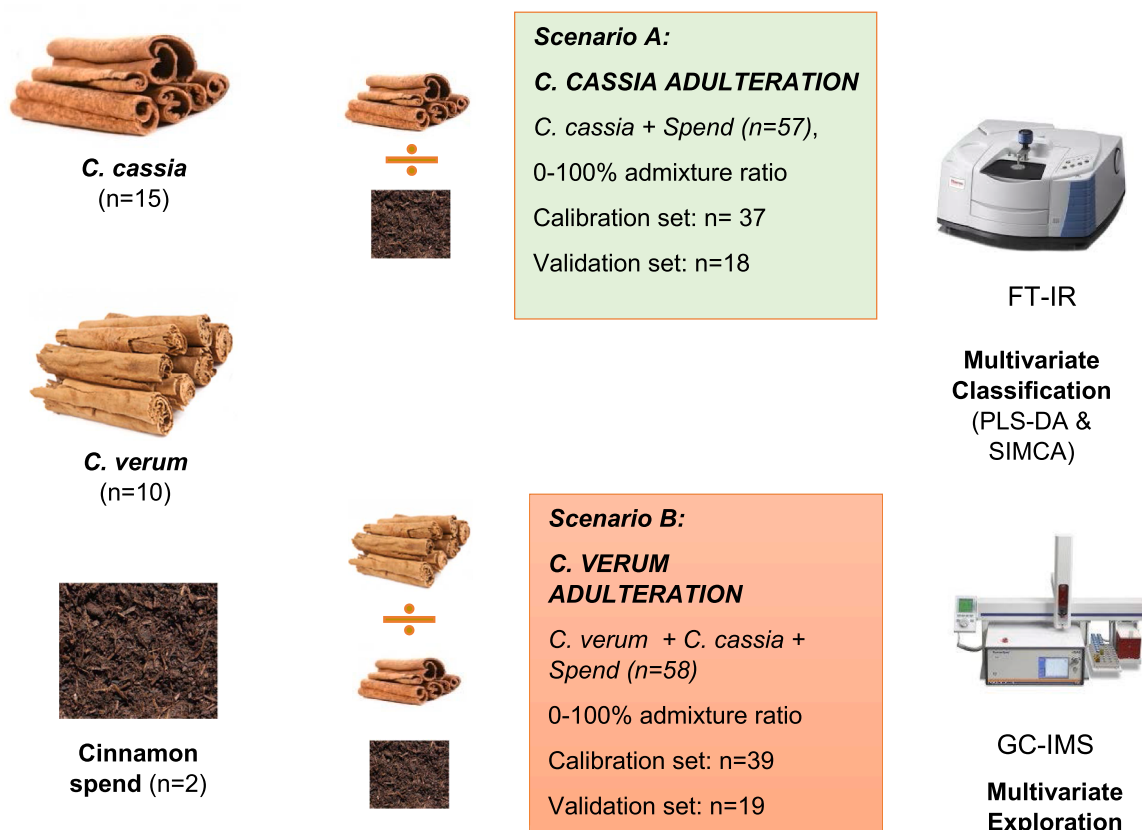 C. cassia
(n=15)
C. verum
(n=10)
Cinnamon
spend (n=2)
Scenario A:
C. CASSIA ADULTERATION
C. cassia + Spend (n=57),
0-100% admixture ratio
Calibration set: n= 37
Validation set: n=18
Scenario B:
C. VERUM
ADULTERATION
C. verum + C. cassia +
Spend (n=58)
0-100% admixture ratio
Calibration set: n=39
Validation set: n=19
FT-IR
Multivariate
Classification
(PLS-DA &
SIMCA)
GC-IMS
Multivariate
Exploration